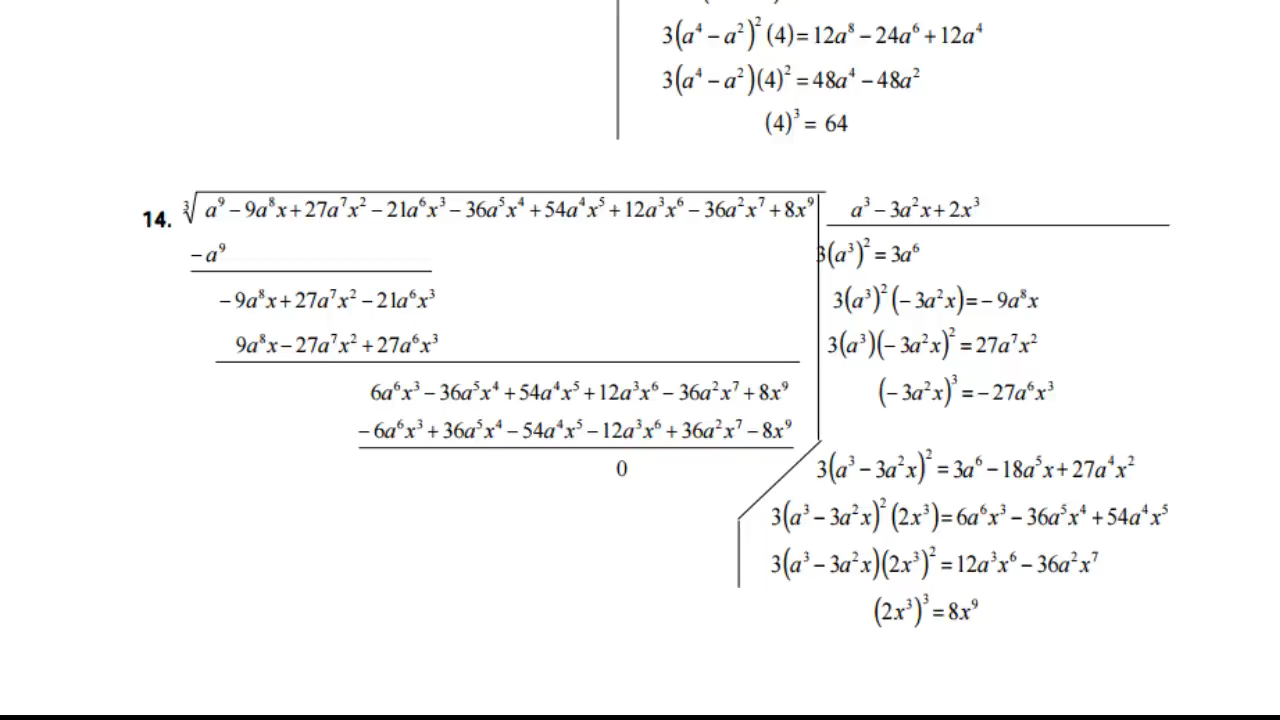 3(a⁴ – a²)² (4) = 12a⁸ – 24a⁶ + 12a⁴
3(a⁴ – a²)(4)² = 48a⁴ – 48a²
(4)³ = 64
14. ∛(a⁹ – 9a⁸x + 27a⁷x² – 21a⁶x³ – 36a⁵x⁴ + 54a⁴x⁵ + 12a³x⁶ – 36a²x⁷ + 8x⁹) a³ – 3a²x + 2x³
– a⁹ 3(a³)² = 3a⁶
– 9a⁸x + 27a⁷x² – 21a⁶x³ 3(a³)² (– 3a²x) = – 9a⁸x
9a⁸x – 27a⁷x² + 27a⁶x³ 3(a³)(– 3a²x)² = 27a⁷x²
6a⁶x³ – 36a⁵x⁴ + 54a⁴x⁵ + 12a³x⁶ – 36a²x⁷ + 8x⁹ (– 3a²x)³ = – 27a⁶x³
– 6a⁶x³ + 36a⁵x⁴ – 54a⁴x⁵ – 12a³x⁶ + 36a²x⁷ – 8x⁹
0 3(a³ – 3a²x)² = 3a⁶ – 18a⁵x + 27a⁴x²
3(a³ – 3a²x)² (2x³) = 6a⁶x³ – 36a⁵x⁴ + 54a⁴x⁵
3(a³ – 3a²x)(2x³)² = 12a³x⁶ – 36a²x⁷
(2x³)³ = 8x⁹